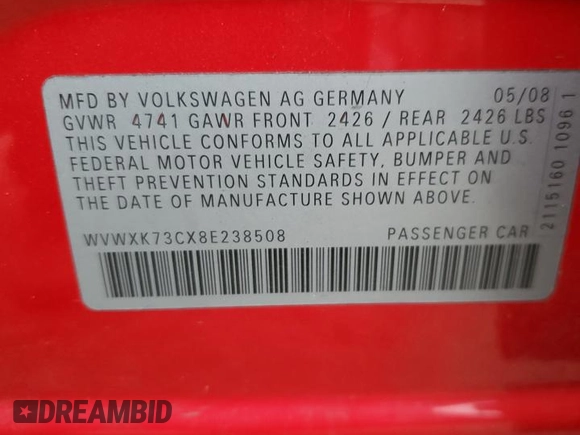 MFD BY VOLKSWAGEN AG GERMANY 05/08
GVWR 4741 GAWR FRONT 2426 / REAR 2426 LBS
THIS VEHICLE CONFORMS TO ALL APPLICABLE U.S.
FEDERAL MOTOR VEHICLE SAFETY, BUMPER AND
THEFT PREVENTION STANDARDS IN EFFECT ON
THE DATE OF MANUFACTURE SHOWN ABOVE.
WVWXK73CX8E238508 PASSENGER CAR
2115160 1096 1
DREAMBID